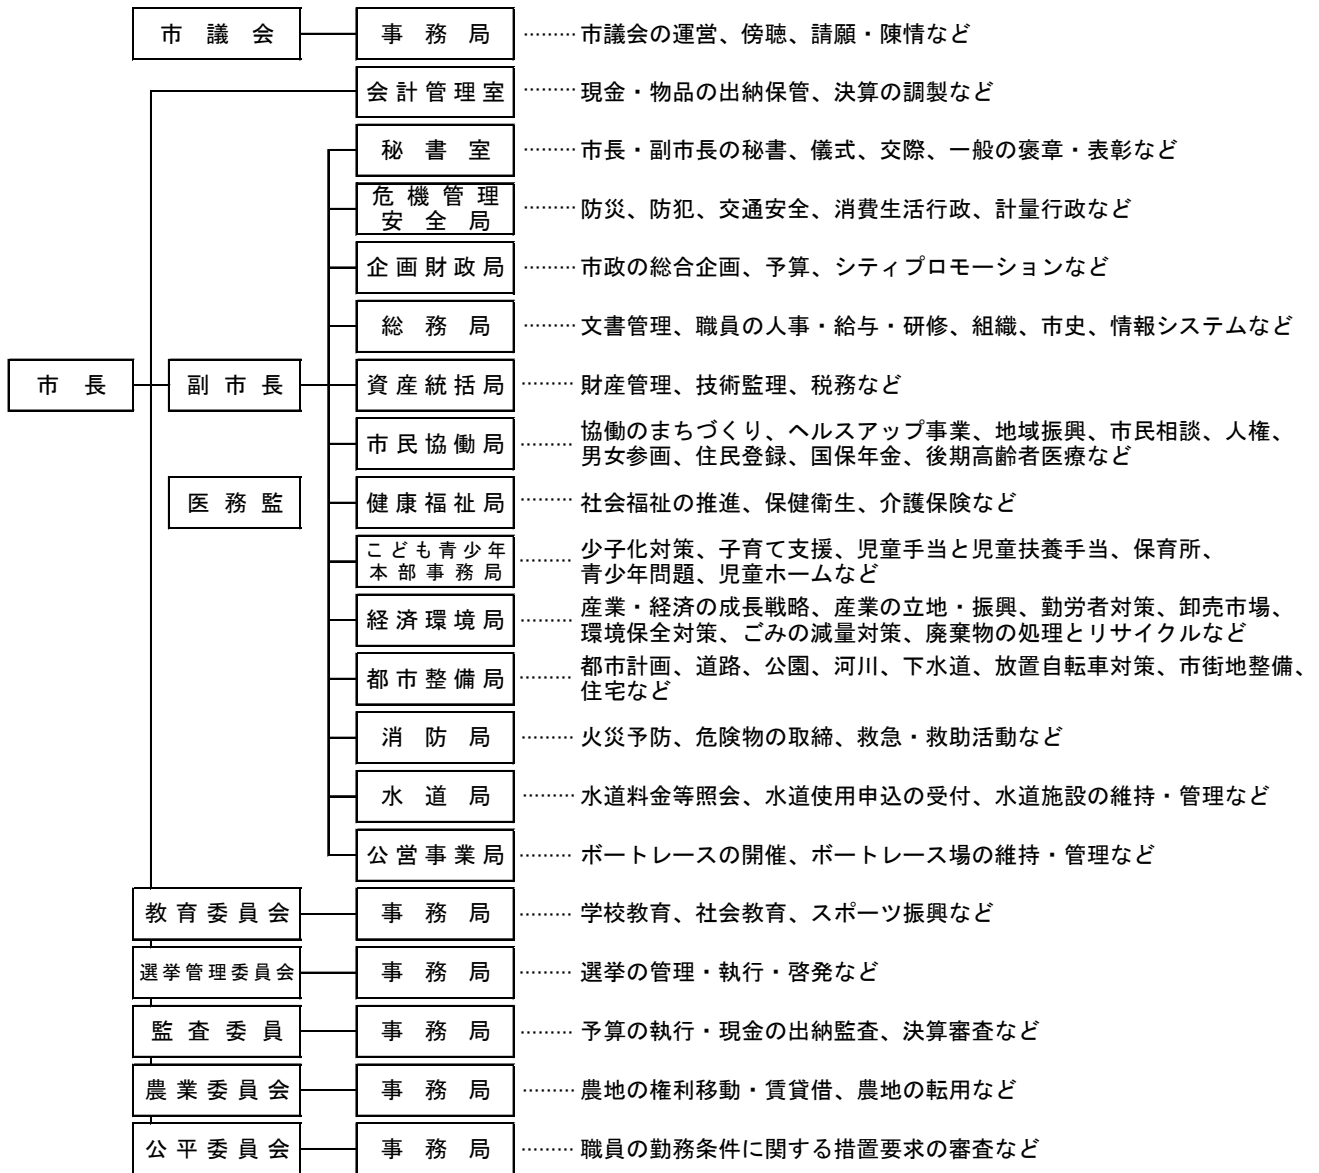 市議会 事務局 ………市議会の運営、傍聴、請願・陳情など
会計管理室 ………現金・物品の出納保管、決算の調製など
秘書室 ………市長・副市長の秘書、儀式、交際、一般の褒章・表彰など
危機管理
安全局 ………防災、防犯、交通安全、消費生活行政、計量行政など
企画財政局 ………市政の総合企画、予算、シティプロモーションなど
総務局 ………文書管理、職員の人事・給与・研修、組織、市史、情報システムなど
市長 副市長 資産統括局 ………財産管理、技術監理、税務など
市民協働局 ………協働のまちづくり、ヘルスアップ事業、地域振興、市民相談、人権、
男女参画、住民登録、国保年金、後期高齢者医療など
医務監 健康福祉局 ………社会福祉の推進、保健衛生、介護保険など
こども青少年
本部事務局 ………少子化対策、子育て支援、児童手当と児童扶養手当、保育所、
青少年問題、児童ホームなど
経済環境局 ………産業・経済の成長戦略、産業の立地・振興、勤労者対策、卸売市場、
環境保全対策、ごみの減量対策、廃棄物の処理とリサイクルなど
都市整備局 ………都市計画、道路、公園、河川、下水道、放置自転車対策、市街地整備、
住宅など
消防局 ………火災予防、危険物の取締、救急・救助活動など
水道局 ………水道料金等照会、水道使用申込の受付、水道施設の維持・管理など
公営事業局 ………ボートレースの開催、ボートレース場の維持・管理など
教育委員会 事務局 ………学校教育、社会教育、スポーツ振興など
選挙管理委員会 事務局 ………選挙の管理・執行・啓発など
監査委員 事務局 ………予算の執行・現金の出納監査、決算審査など
農業委員会 事務局 ………農地の権利移動・賃貸借、農地の転用など
公平委員会 事務局 ………職員の勤務条件に関する措置要求の審査など